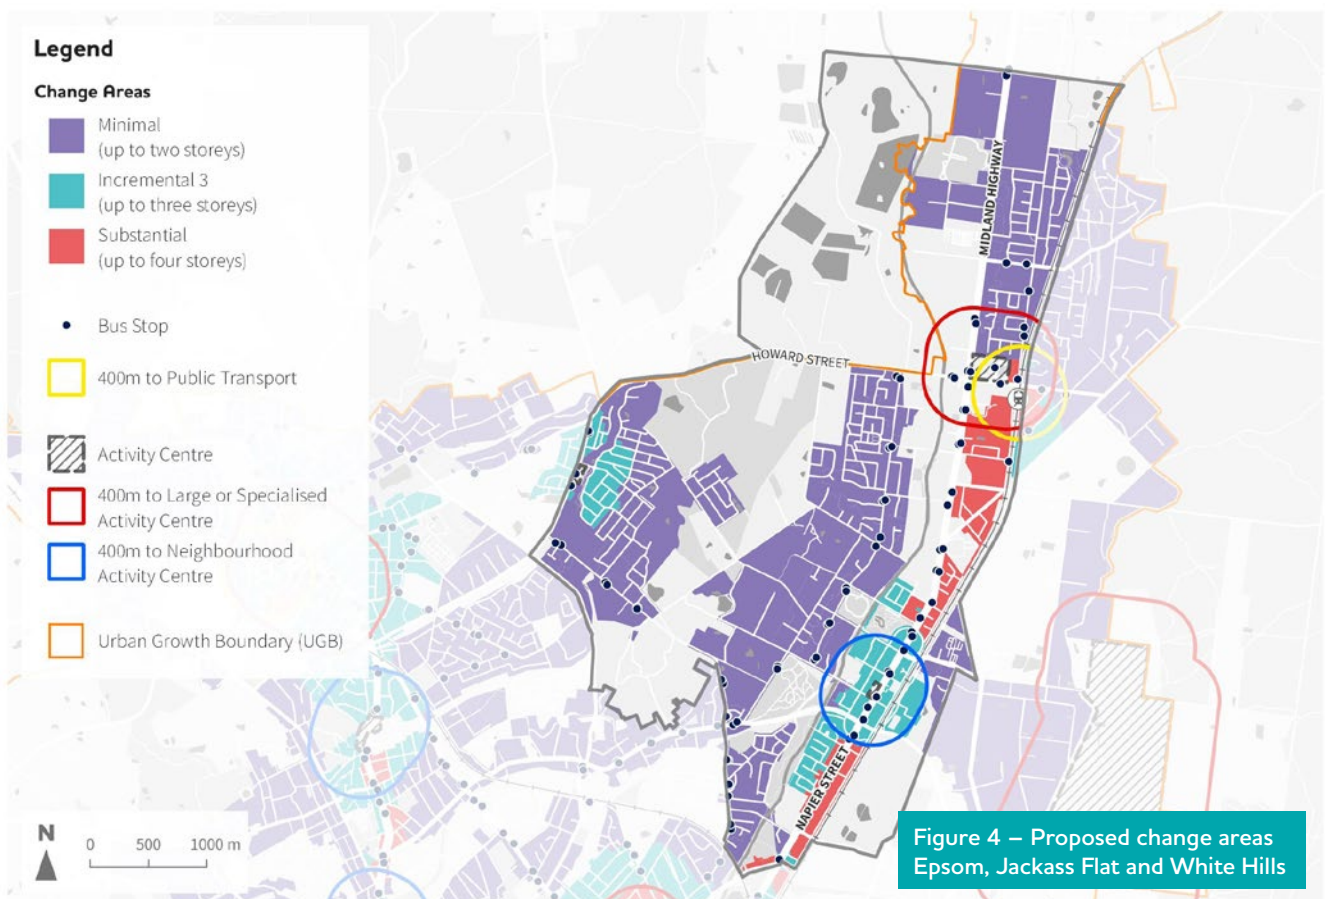 Legend
Change Areas
Minimal
(up to two storeys)
Incremental 3
(up to three storeys)
Substantial
(up to four storeys)
Bus Stop
400m to Public Transport
Activity Centre
400m to Large or Specialised
Activity Centre
400m to Neighbourhood
Activity Centre
Urban Growth Boundary (UGB)
N
0 500 1000 m
MIDLAND HIGHWAY
HOWARD STREET
NAPIER STREET
Figure 4 – Proposed change areas
Epsom, Jackass Flat and White Hills